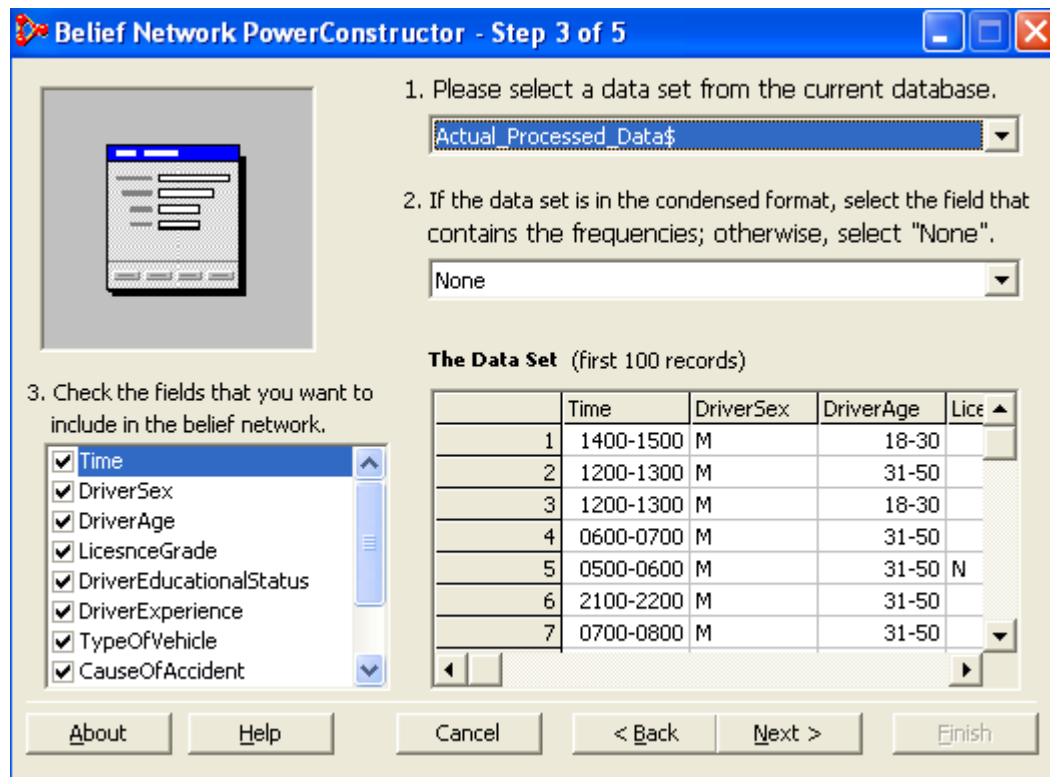 Belief Network PowerConstructor - Step 3 of 5
1. Please select a data set from the current database.
Actual_Processed_Data$
2. If the data set is in the condensed format, select the field that
contains the frequencies; otherwise, select "None".
None
The Data Set (first 100 records)
3. Check the fields that you want to
include in the belief network.
Time
DriverSex
DriverAge
LicesnceGrade
DriverEducationalStatus
DriverExperience
TypeOfVehicle
CauseOfAccident
Time DriverSex DriverAge Lice
1 1400-1500 M 18-30
2 1200-1300 M 31-50
3 1200-1300 M 18-30
4 0600-0700 M 31-50
5 0500-0600 M 31-50 N
6 2100-2200 M 31-50
7 0700-0800 M 31-50
About Help Cancel < Back Next > Finish